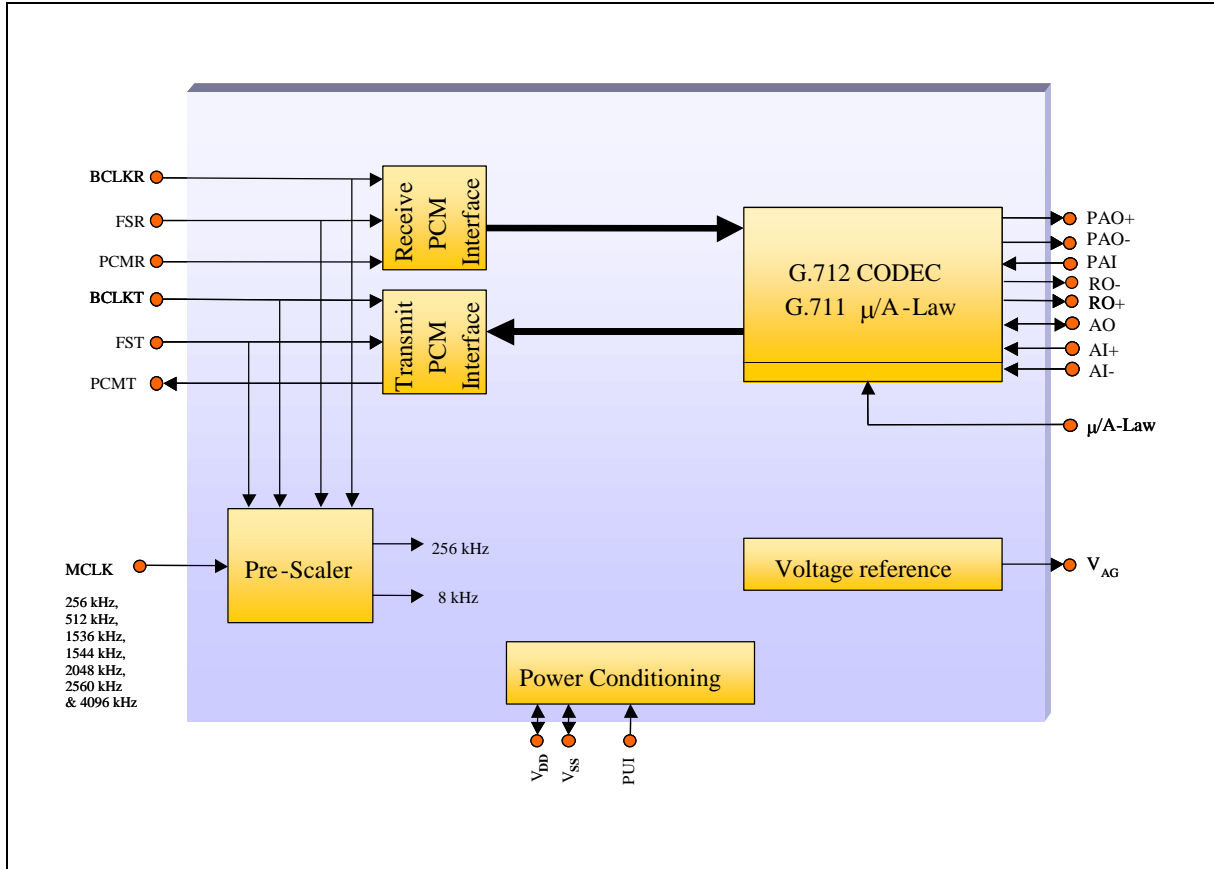 BCLKR
FSR
PCMR
BCLKT
FST
PCMT
Receive
PCM
Interface
Transmit
PCM
Interface
G.712 CODEC
G.711 μ/A-Law
PAO+
PAO-
PAI
RO-
RO+
AO
AI+
AI-
μ/A-Law
MCLK
256 kHz,
512 kHz,
1536 kHz,
1544 kHz,
2048 kHz,
2560 kHz
& 4096 kHz
Pre-Scaler
256 kHz
8 kHz
Voltage reference
VAG
Power Conditioning
VDD
VSS
PUI